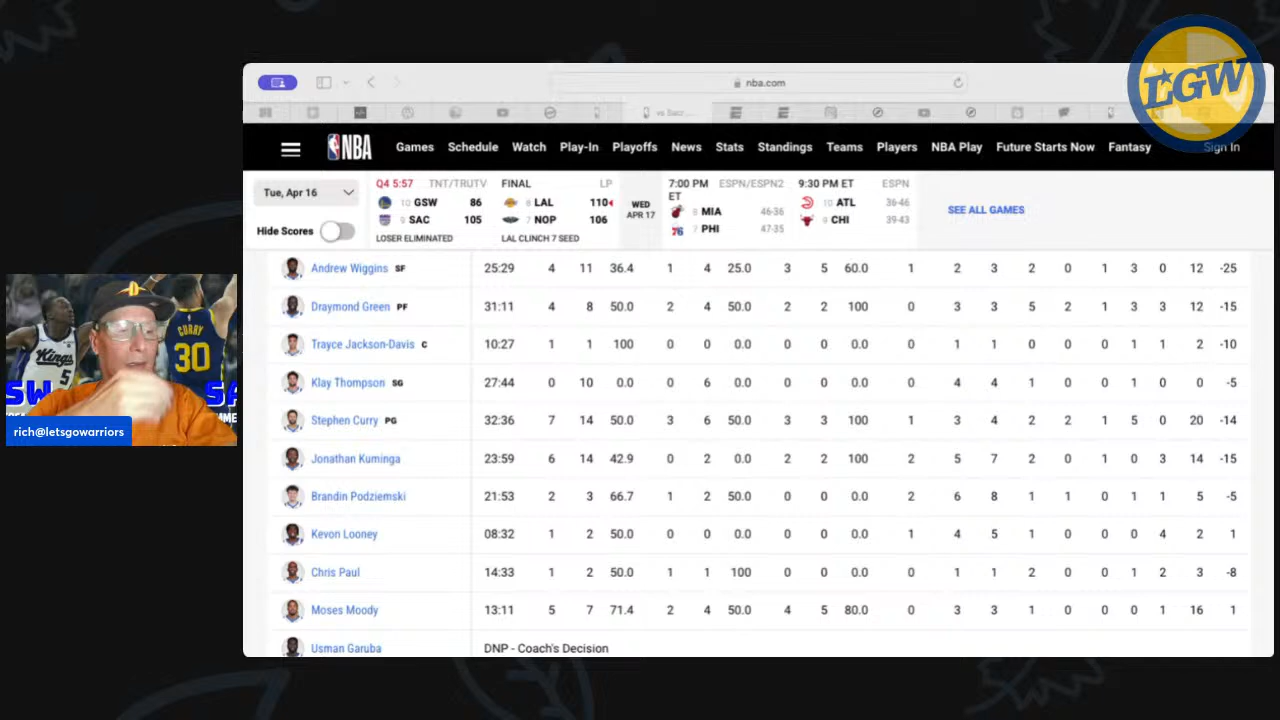 LGW
nba.com
vs Sacr...
NBA
Games Schedule Watch Play-In Playoffs News Stats Standings Teams Players NBA Play Future Starts Now Fantasy Sign In
Tue, Apr 16
Hide Scores
Q4 5:57 TNT/TRUTV
10 GSW 86
9 SAC 105
LOSER ELIMINATED
FINAL LP
8 LAL 110
7 NOP 106
LAL CLINCH 7 SEED
WED
APR 17
7:00 PM ESPN/ESPN2
ET
8 MIA 46-36
7 PHI 47-35
9:30 PM ET ESPN
10 ATL 36-46
9 CHI 39-43
SEE ALL GAMES
Andrew Wiggins SF 25:29 4 11 36.4 1 4 25.0 3 5 60.0 1 2 3 2 0 1 3 0 12 -25
Draymond Green PF 31:11 4 8 50.0 2 4 50.0 2 2 100 0 3 3 5 2 1 3 3 12 -15
Trayce Jackson-Davis C 10:27 1 1 100 0 0 0.0 0 0 0.0 0 1 1 0 0 0 1 1 2 -10
Klay Thompson SG 27:44 0 10 0.0 0 6 0.0 0 0 0.0 0 4 4 1 0 0 1 0 0 -5
Stephen Curry PG 32:36 7 14 50.0 3 6 50.0 3 3 100 1 3 4 2 2 1 5 0 20 -14
Jonathan Kuminga 23:59 6 14 42.9 0 2 0.0 2 2 100 2 5 7 2 0 1 0 3 14 -15
Brandin Podziemski 21:53 2 3 66.7 1 2 50.0 0 0 0.0 2 6 8 1 1 0 1 1 5 -5
Kevon Looney 08:32 1 2 50.0 0 0 0.0 0 0 0.0 1 4 5 1 0 0 0 4 2 1
Chris Paul 14:33 1 2 50.0 1 1 100 0 0 0.0 0 1 1 2 0 0 1 2 3 -8
Moses Moody 13:11 5 7 71.4 2 4 50.0 4 5 80.0 0 3 3 1 0 0 0 1 16 1
Usman Garuba DNP - Coach's Decision
Kings
5
CURRY
30
rich@letsgowarriors